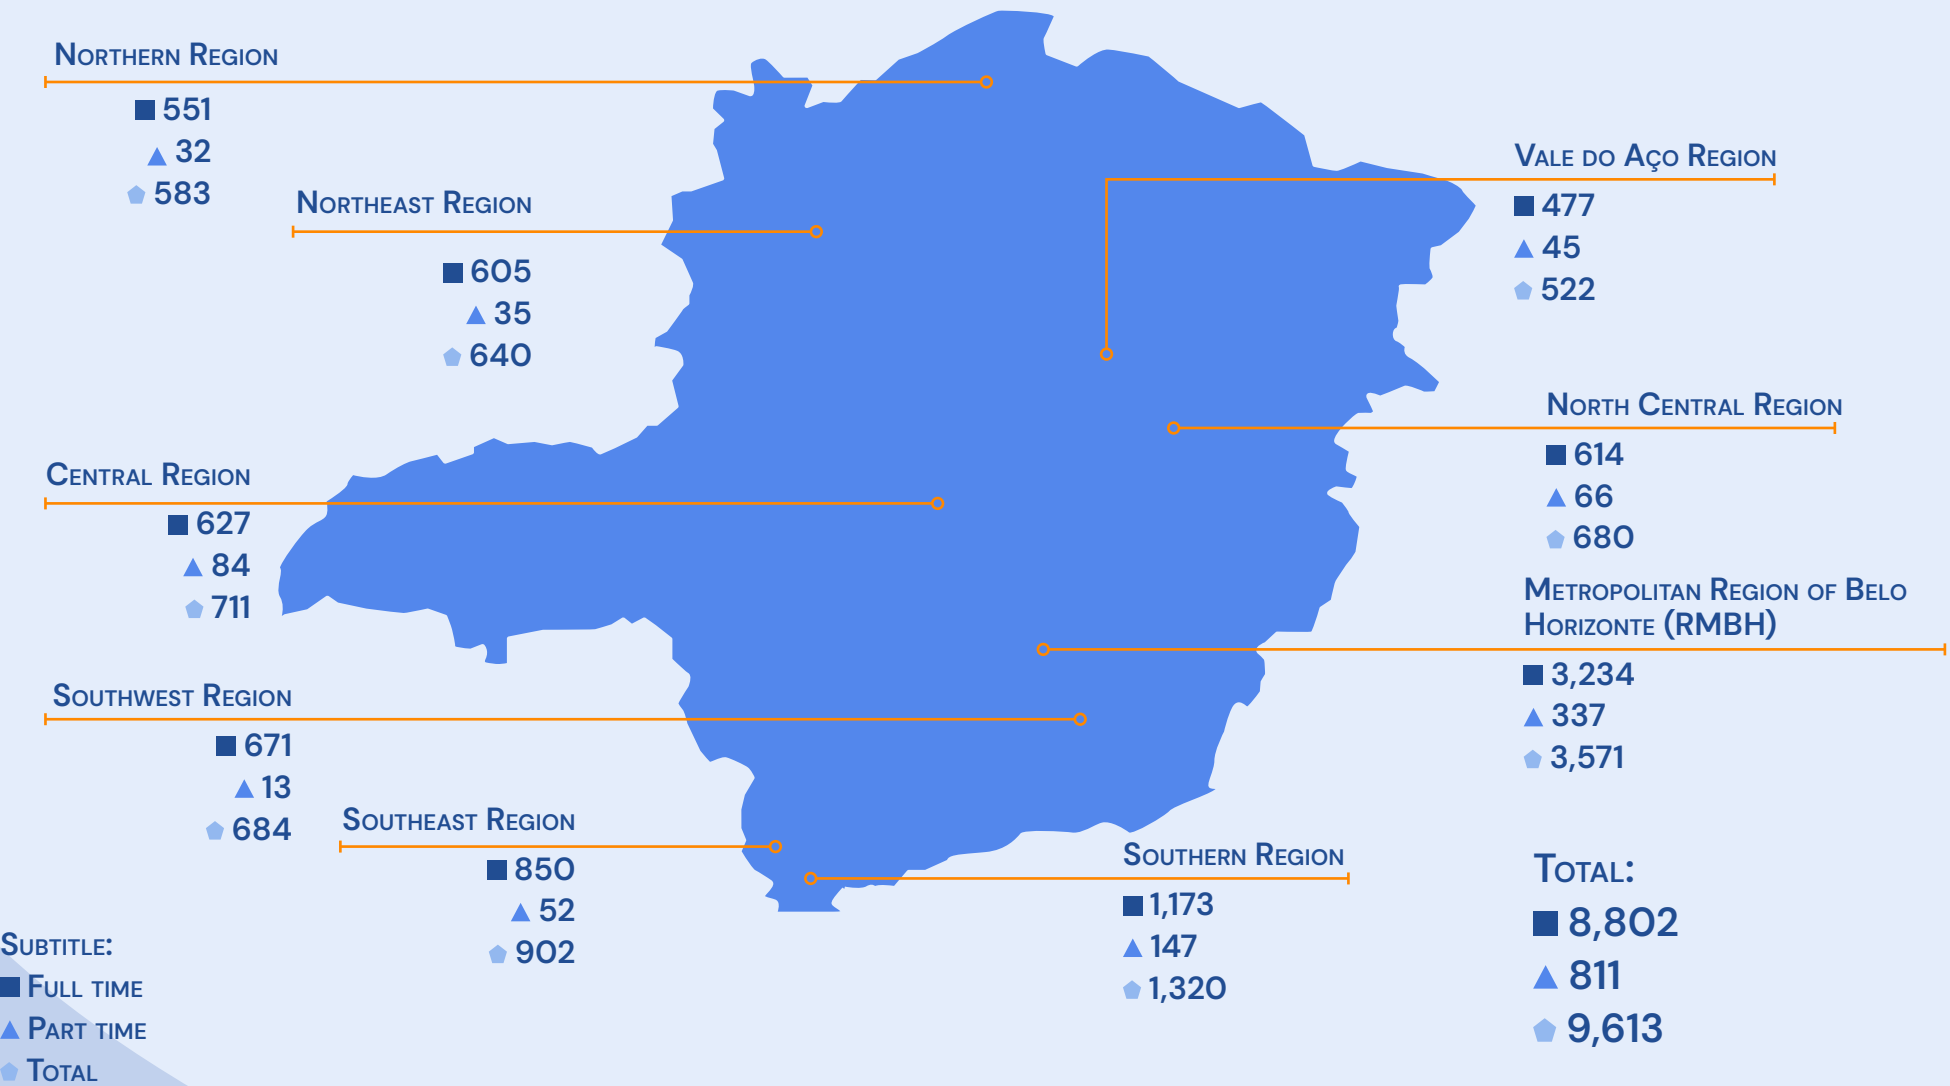 Northern Region
551
32
583
Northeast Region
605
35
640
Vale do Aço Region
477
45
522
North Central Region
614
66
680
Central Region
627
84
711
Metropolitan Region of Belo
Horizonte (RMBH)
3,234
337
3,571
Southwest Region
671
13
684
Southeast Region
850
52
902
Southern Region
1,173
147
1,320
Total:
8,802
811
9,613
Subtitle:
Full time
Part time
Total